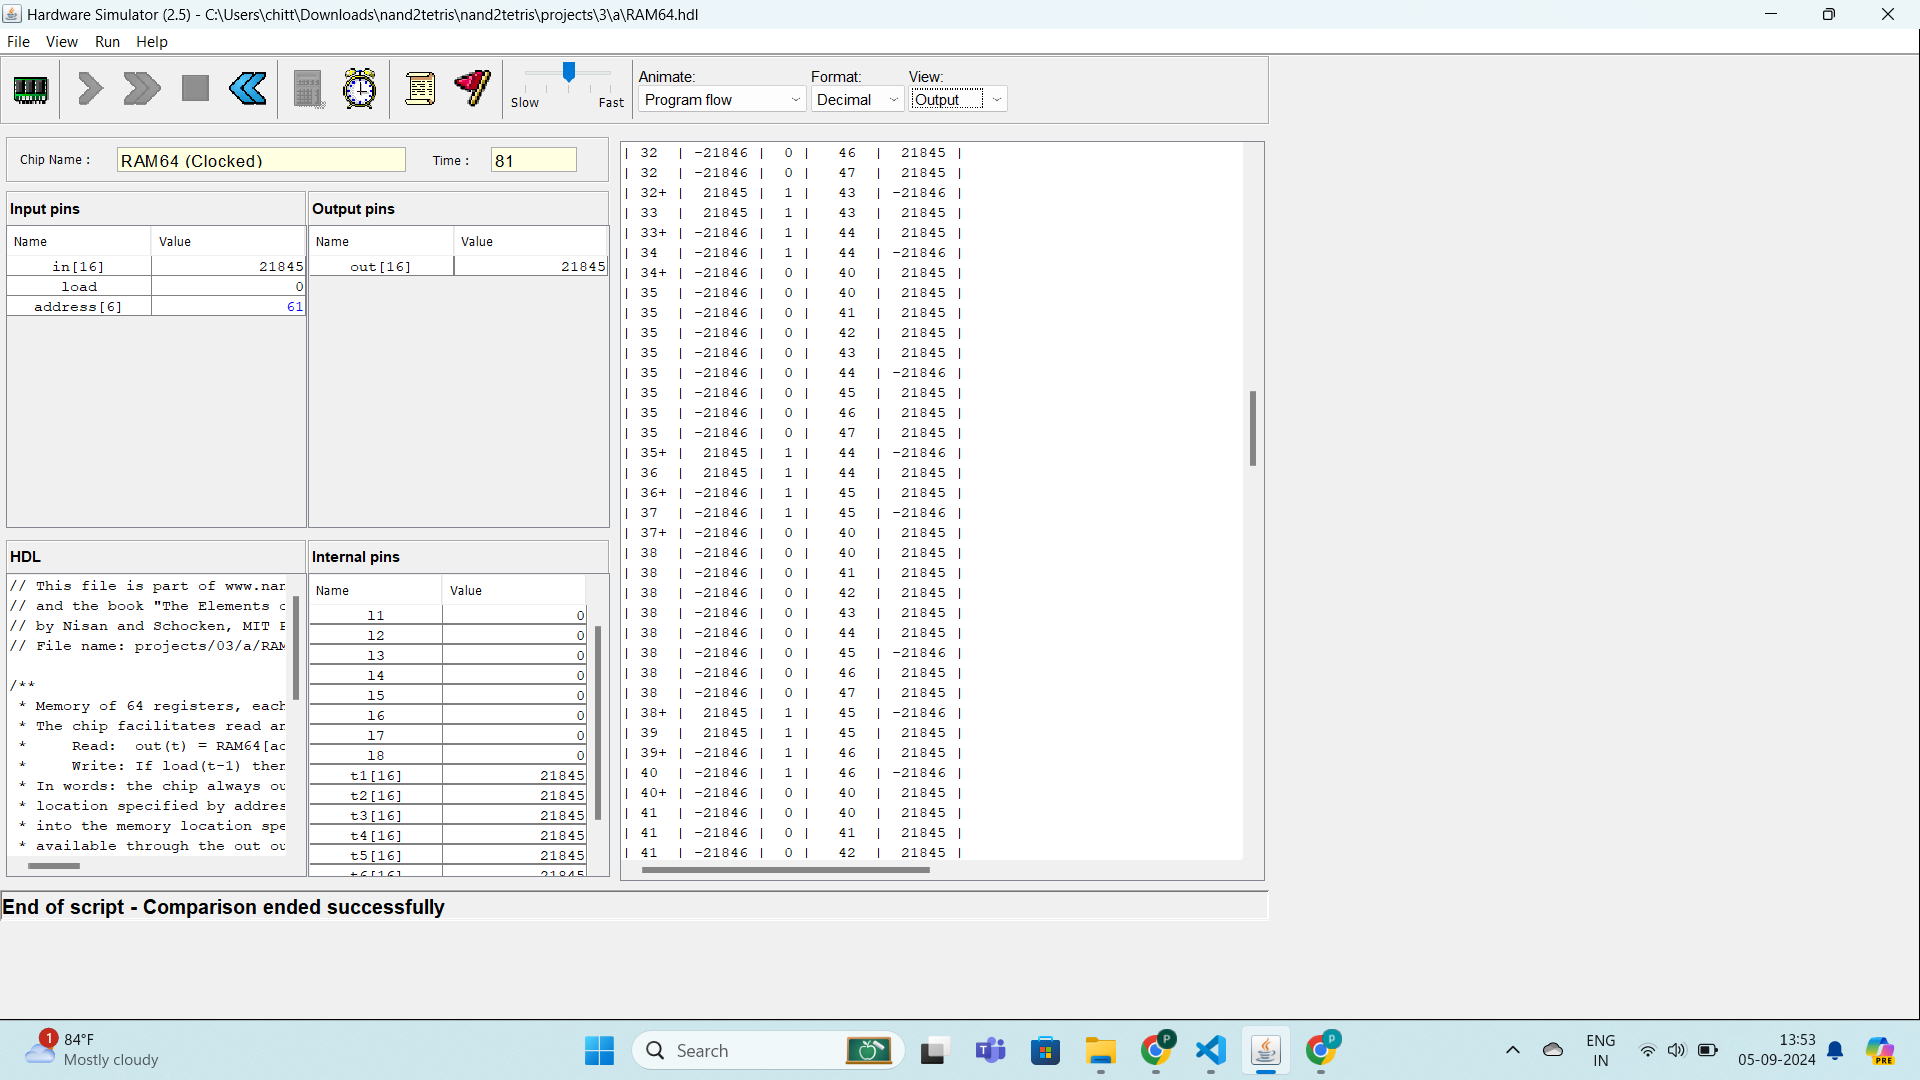 Hardware Simulator (2.5) - C:\Users\chitt\Downloads\nand2tetris\nand2tetris\projects\3\a\RAM64.hdl
File View Run Help
Slow Fast
Animate: Format: View:
Program flow Decimal Output
Chip Name : RAM64 (Clocked) Time : 81
Input pins
Name Value
in[16] 21845
load 0
address[6] 61
Output pins
Name Value
out[16] 21845
HDL
// This file is part of www.nan
// and the book "The Elements o
// by Nisan and Schocken, MIT P
// File name: projects/03/a/RAM
/**
* Memory of 64 registers, each
* The chip facilitates read an
* Read: out(t) = RAM64[ad
* Write: If load(t-1) then
* In words: the chip always ou
* location specified by addres
* into the memory location spe
* available through the out ou
Internal pins
Name Value
l1 0
l2 0
l3 0
l4 0
l5 0
l6 0
l7 0
l8 0
t1[16] 21845
t2[16] 21845
t3[16] 21845
t4[16] 21845
t5[16] 21845
t6[16] 21845
| 32 | -21846 | 0 | 46 | 21845 |
| 32 | -21846 | 0 | 47 | 21845 |
| 32+ | 21845 | 1 | 43 | -21846 |
| 33 | 21845 | 1 | 43 | 21845 |
| 33+ | -21846 | 1 | 44 | 21845 |
| 34 | -21846 | 1 | 44 | -21846 |
| 34+ | -21846 | 0 | 40 | 21845 |
| 35 | -21846 | 0 | 40 | 21845 |
| 35 | -21846 | 0 | 41 | 21845 |
| 35 | -21846 | 0 | 42 | 21845 |
| 35 | -21846 | 0 | 43 | 21845 |
| 35 | -21846 | 0 | 44 | -21846 |
| 35 | -21846 | 0 | 45 | 21845 |
| 35 | -21846 | 0 | 46 | 21845 |
| 35 | -21846 | 0 | 47 | 21845 |
| 35+ | 21845 | 1 | 44 | -21846 |
| 36 | 21845 | 1 | 44 | 21845 |
| 36+ | -21846 | 1 | 45 | 21845 |
| 37 | -21846 | 1 | 45 | -21846 |
| 37+ | -21846 | 0 | 40 | 21845 |
| 38 | -21846 | 0 | 40 | 21845 |
| 38 | -21846 | 0 | 41 | 21845 |
| 38 | -21846 | 0 | 42 | 21845 |
| 38 | -21846 | 0 | 43 | 21845 |
| 38 | -21846 | 0 | 44 | 21845 |
| 38 | -21846 | 0 | 45 | -21846 |
| 38 | -21846 | 0 | 46 | 21845 |
| 38 | -21846 | 0 | 47 | 21845 |
| 38+ | 21845 | 1 | 45 | -21846 |
| 39 | 21845 | 1 | 45 | 21845 |
| 39+ | -21846 | 1 | 46 | 21845 |
| 40 | -21846 | 1 | 46 | -21846 |
| 40+ | -21846 | 0 | 40 | 21845 |
| 41 | -21846 | 0 | 40 | 21845 |
| 41 | -21846 | 0 | 41 | 21845 |
| 41 | -21846 | 0 | 42 | 21845 |
End of script - Comparison ended successfully
1
84°F
Mostly cloudy
Search
P
P
ENG
IN
13:53
05-09-2024
PRE